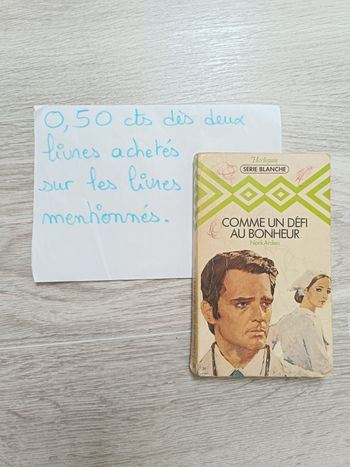 0,50 cts dès deux
livres achetés
sur les livres
mentionnés.
Harlequin
SERIE BLANCHE
COMME UN DÉFI
AU BONHEUR